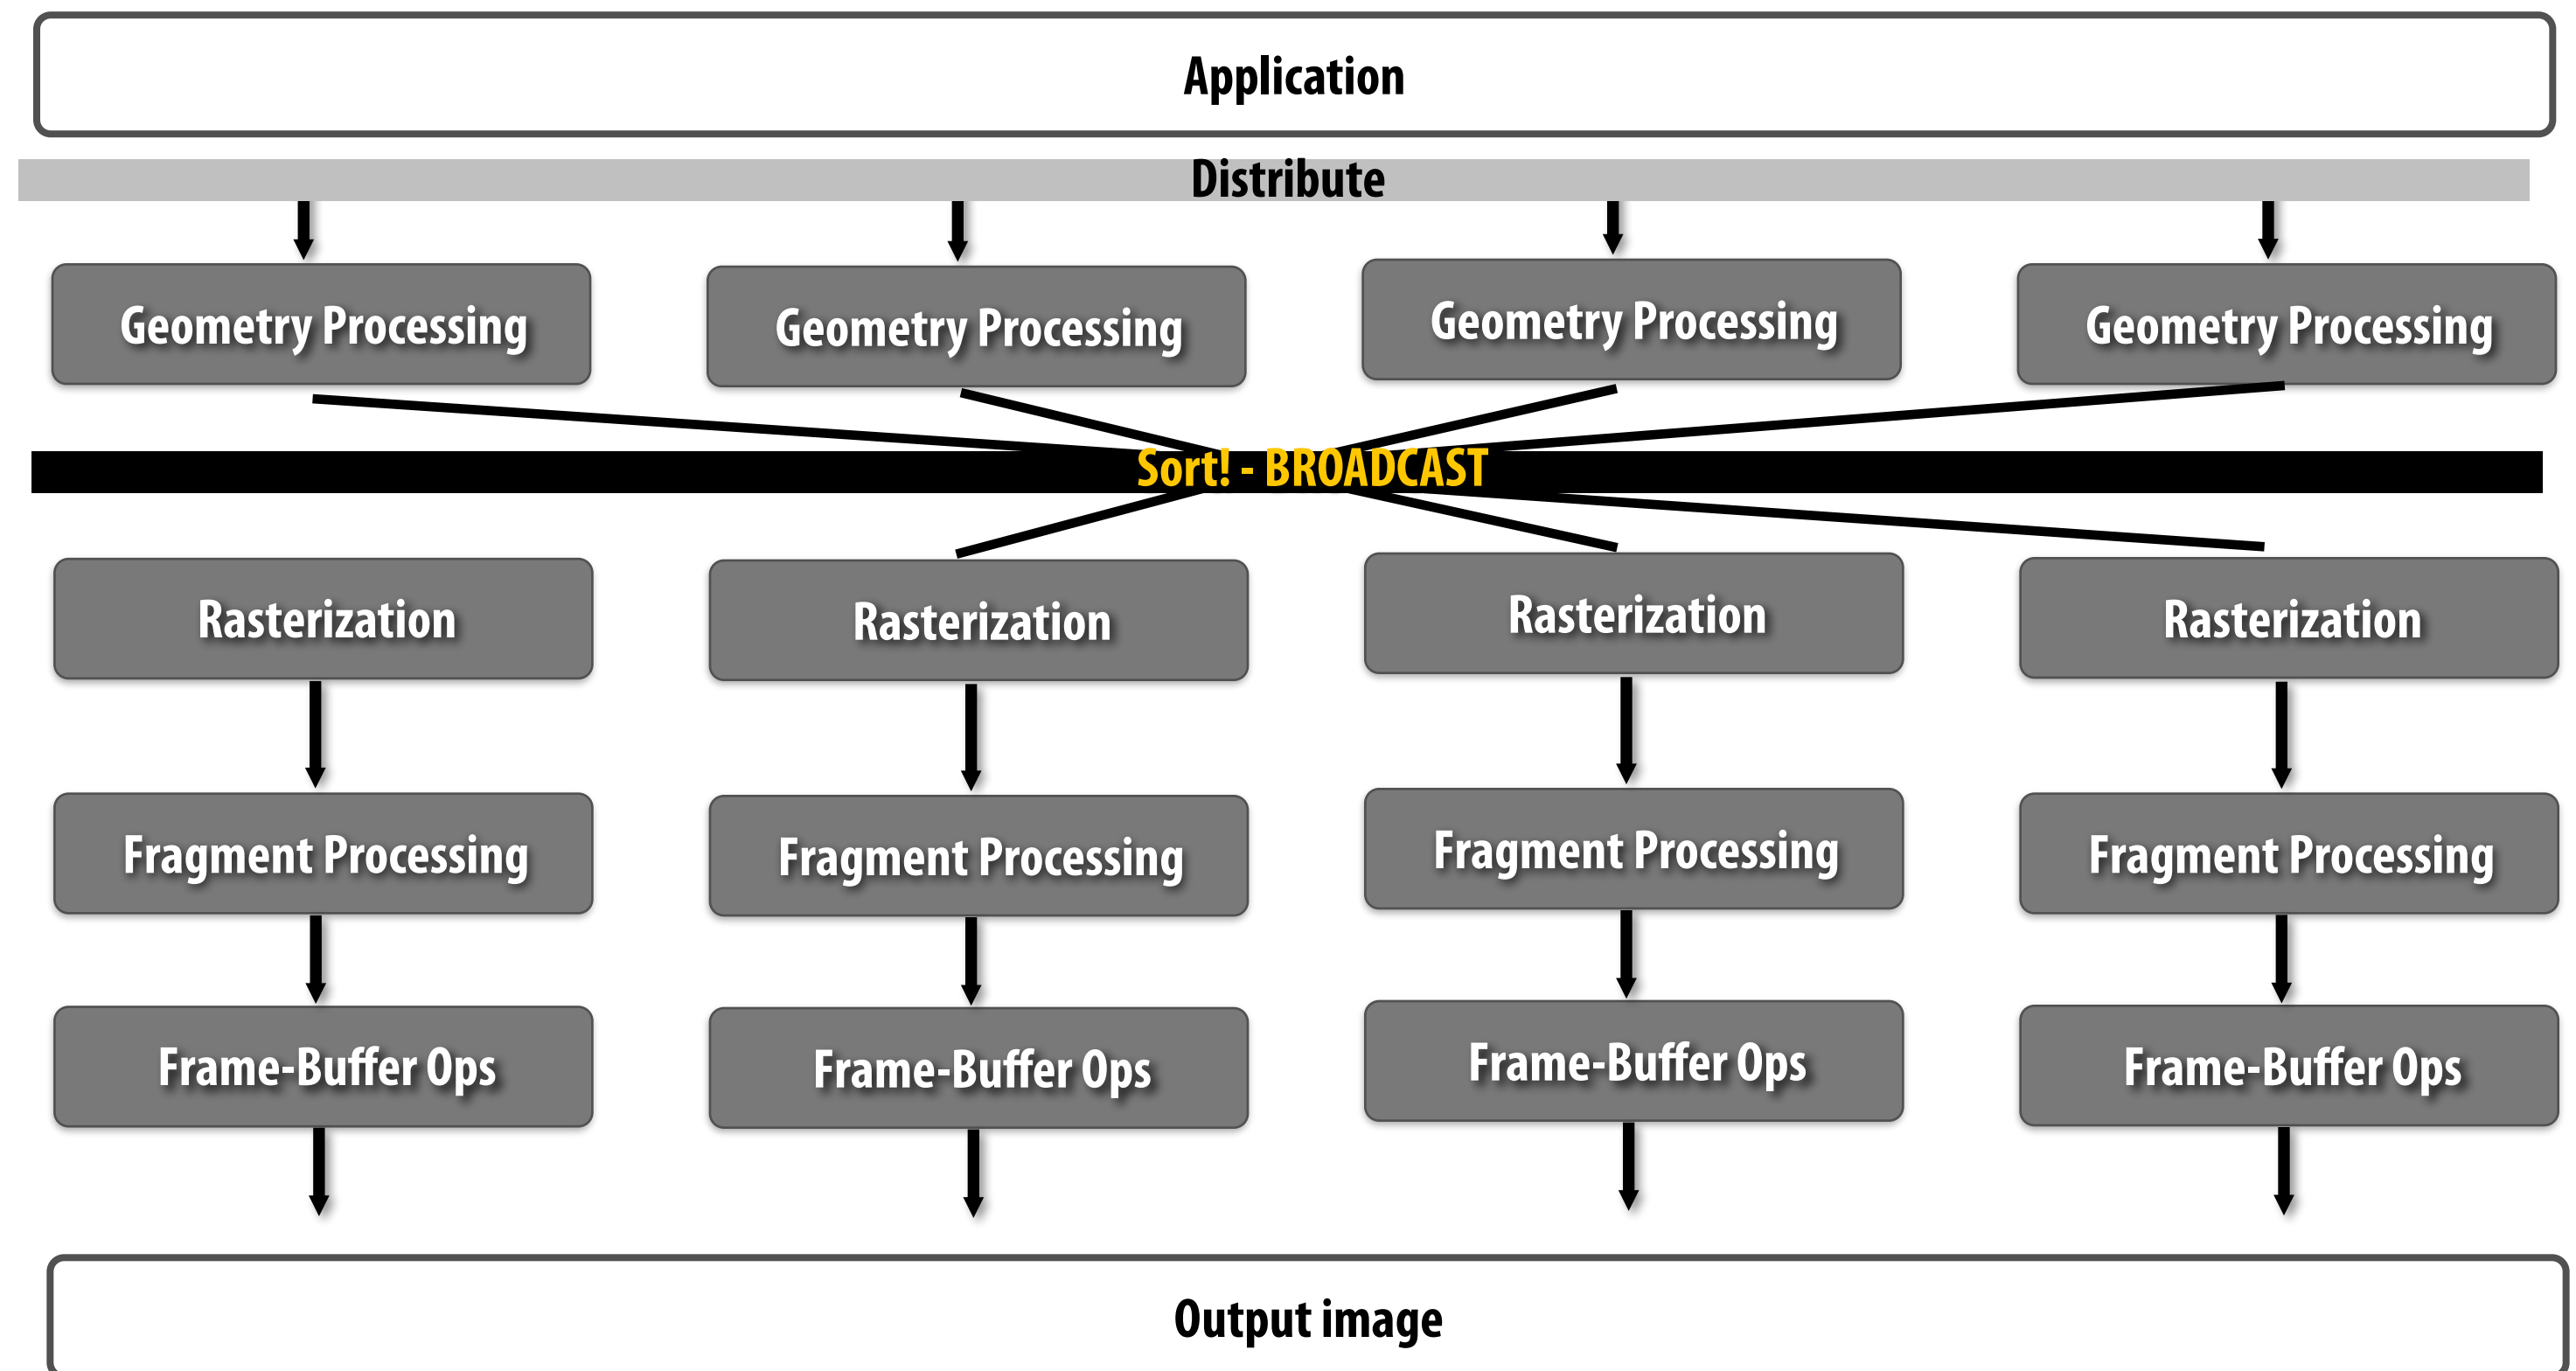 Application
Distribute
Geometry Processing
Geometry Processing
Geometry Processing
Geometry Processing
Sort! - BROADCAST
Rasterization
Rasterization
Rasterization
Rasterization
Fragment Processing
Fragment Processing
Fragment Processing
Fragment Processing
Frame-Buffer Ops
Frame-Buffer Ops
Frame-Buffer Ops
Frame-Buffer Ops
Output image